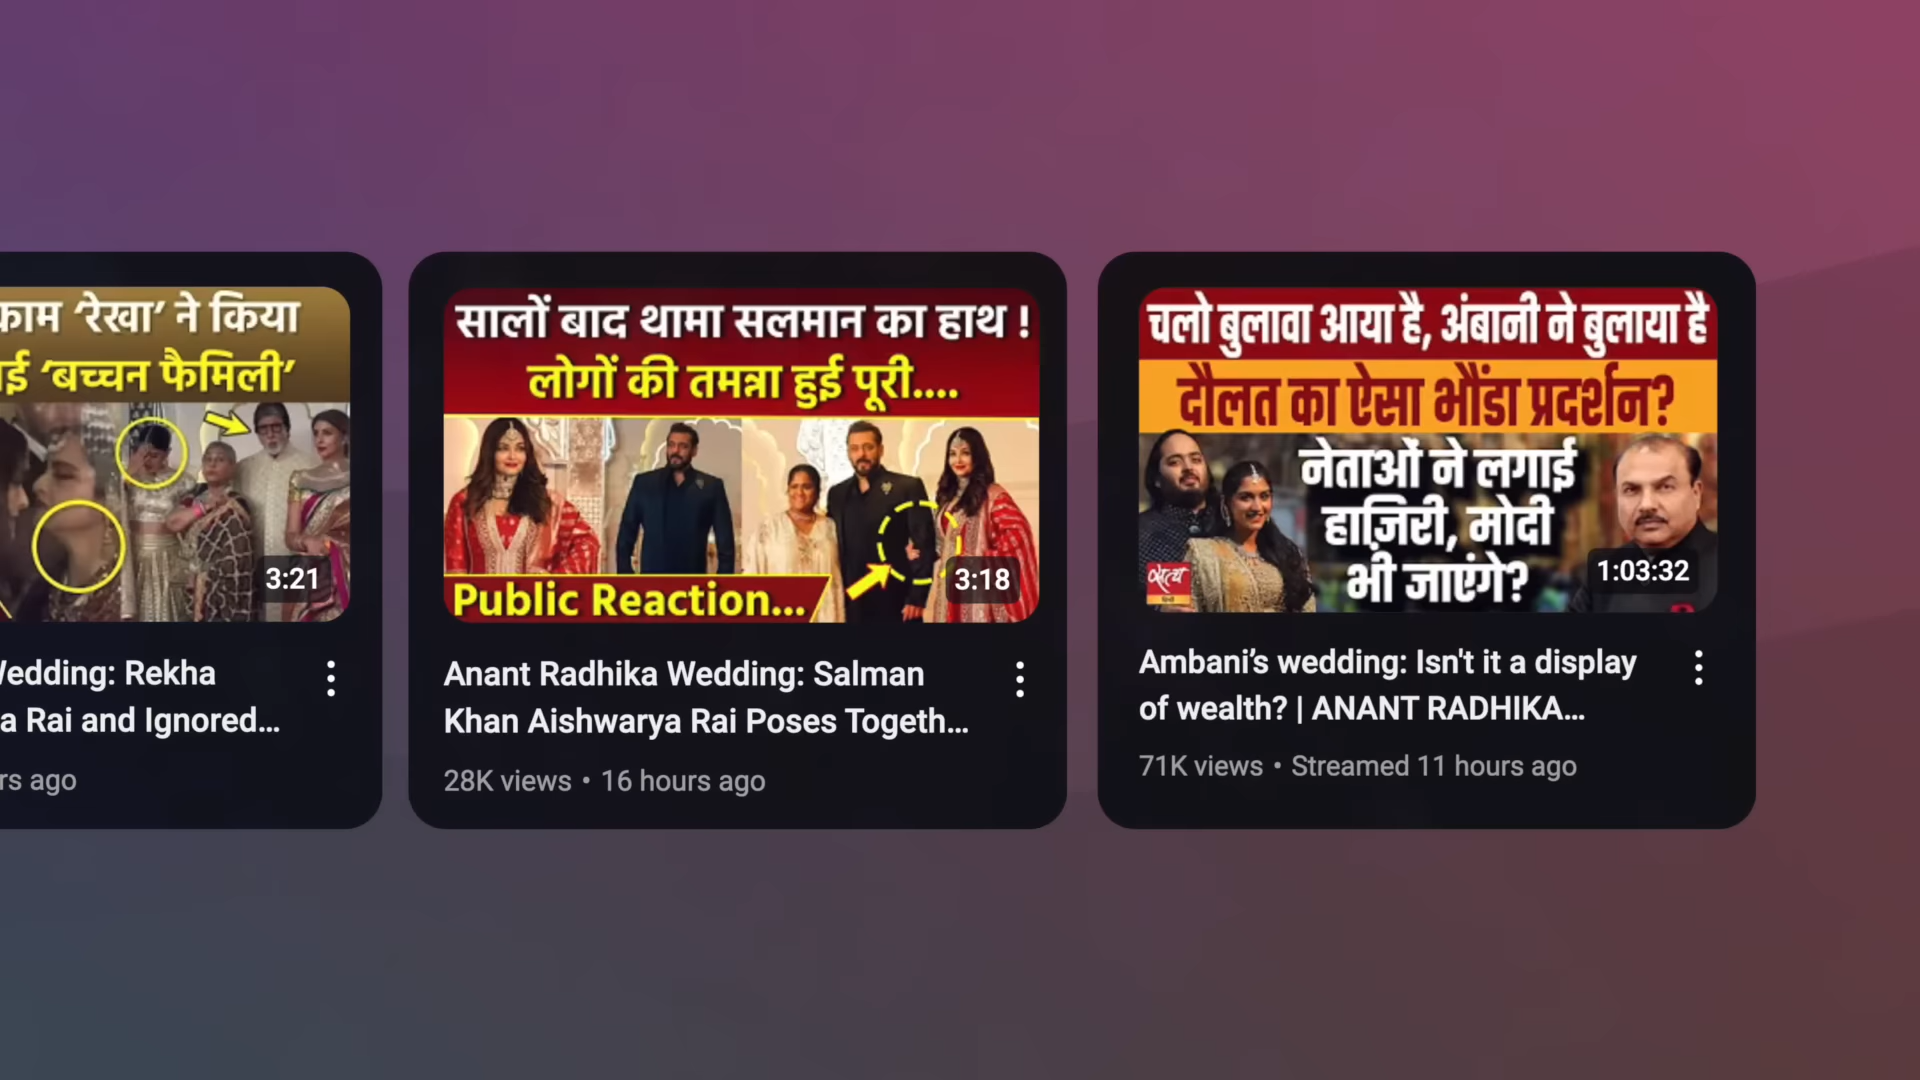 काम ‘रेखा’ ने किया
ई ‘बच्चन फैमिली’
3:21
Wedding: Rekha
a Rai and Ignored...
rs ago
सालों बाद थामा सलमान का हाथ !
लोगों की तमन्ना हुई पूरी....
Public Reaction...
3:18
Anant Radhika Wedding: Salman
Khan Aishwarya Rai Poses Togeth...
28K views • 16 hours ago
चलो बुलावा आया है, अंबानी ने बुलाया है
दौलत का ऐसा भौंडा प्रदर्शन?
नेताओं ने लगाई
हाज़िरी, मोदी
भी जाएंगे?
सत्य
हिन्दी
1:03:32
Ambani’s wedding: Isn't it a display
of wealth? | ANANT RADHIKA...
71K views • Streamed 11 hours ago